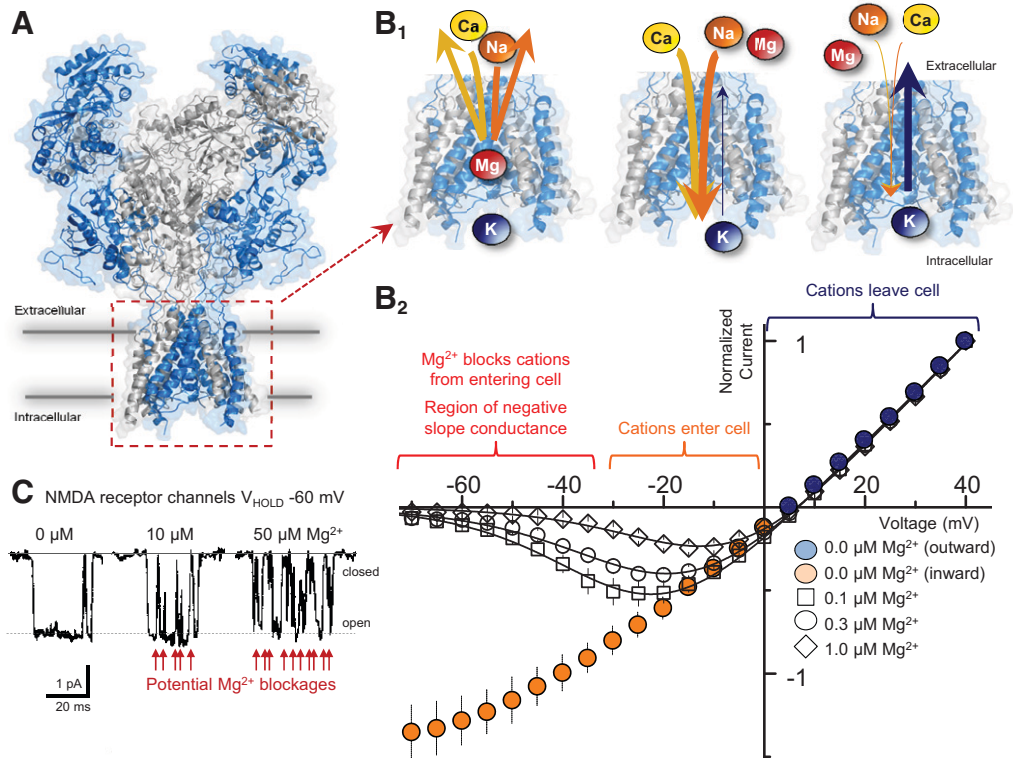 A
Extracellular
Intracellular
B1
Ca
Na
Mg
K
Ca
Na
Mg
K
Na
Ca
Mg
Extracellular
K
Intracellular
B2
Cations leave cell
Normalized
Current
1
Mg²⁺ blocks cations
from entering cell
Region of negative
slope conductance
Cations enter cell
-60
-40
-20
20
40
Voltage (mV)
0.0 µM Mg²⁺ (outward)
0.0 µM Mg²⁺ (inward)
0.1 µM Mg²⁺
0.3 µM Mg²⁺
1.0 µM Mg²⁺
-1
C
NMDA receptor channels V_HOLD -60 mV
0 µM
10 µM
50 µM Mg²⁺
closed
open
1 pA
20 ms
Potential Mg²⁺ blockages